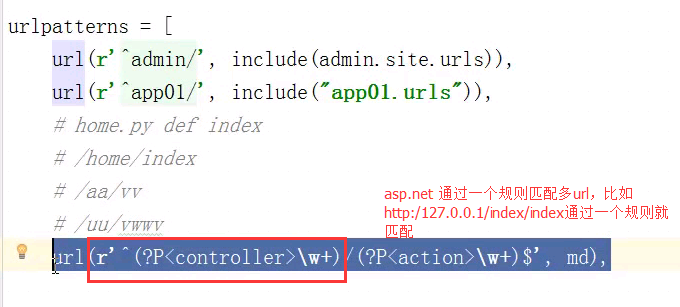 urlpatterns = [
url(r'^admin/', include(admin.site.urls)),
url(r'^app01/', include("app01.urls")),
# home.py def index
# /home/index
# /aa/vv
# /uu/vwwv
url(r'^(?P<controller>\w+)/(?P<action>\w+)$', md),
asp.net 通过一个规则匹配多url，比如
http:/127.0.0.1/index/index通过一个规则就
匹配